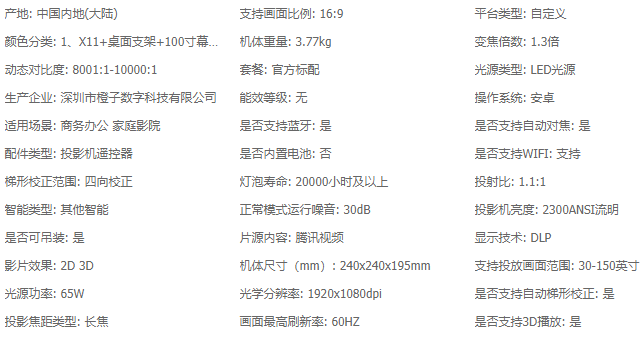 产地: 中国内地(大陆) 支持画面比例: 16:9 平台类型: 自定义
颜色分类: 1、X11+桌面支架+100寸幕... 机体重量: 3.77kg 变焦倍数: 1.3倍
动态对比度: 8001:1-10000:1 套餐: 官方标配 光源类型: LED光源
生产企业: 深圳市橙子数字科技有限公司 能效等级: 无 操作系统: 安卓
适用场景: 商务办公 家庭影院 是否支持蓝牙: 是 是否支持自动对焦: 是
配件类型: 投影机遥控器 是否内置电池: 否 是否支持WIFI: 支持
梯形校正范围: 四向校正 灯泡寿命: 20000小时及以上 投射比: 1.1:1
智能类型: 其他智能 正常模式运行噪音: 30dB 投影机亮度: 2300ANSI流明
是否可吊装: 是 片源内容: 腾讯视频 显示技术: DLP
影片效果: 2D 3D 机体尺寸（mm）: 240x240x195mm 支持投放画面范围: 30-150英寸
光源功率: 65W 光学分辨率: 1920x1080dpi 是否支持自动梯形校正: 是
投影焦距类型: 长焦 画面最高刷新率: 60HZ 是否支持3D播放: 是